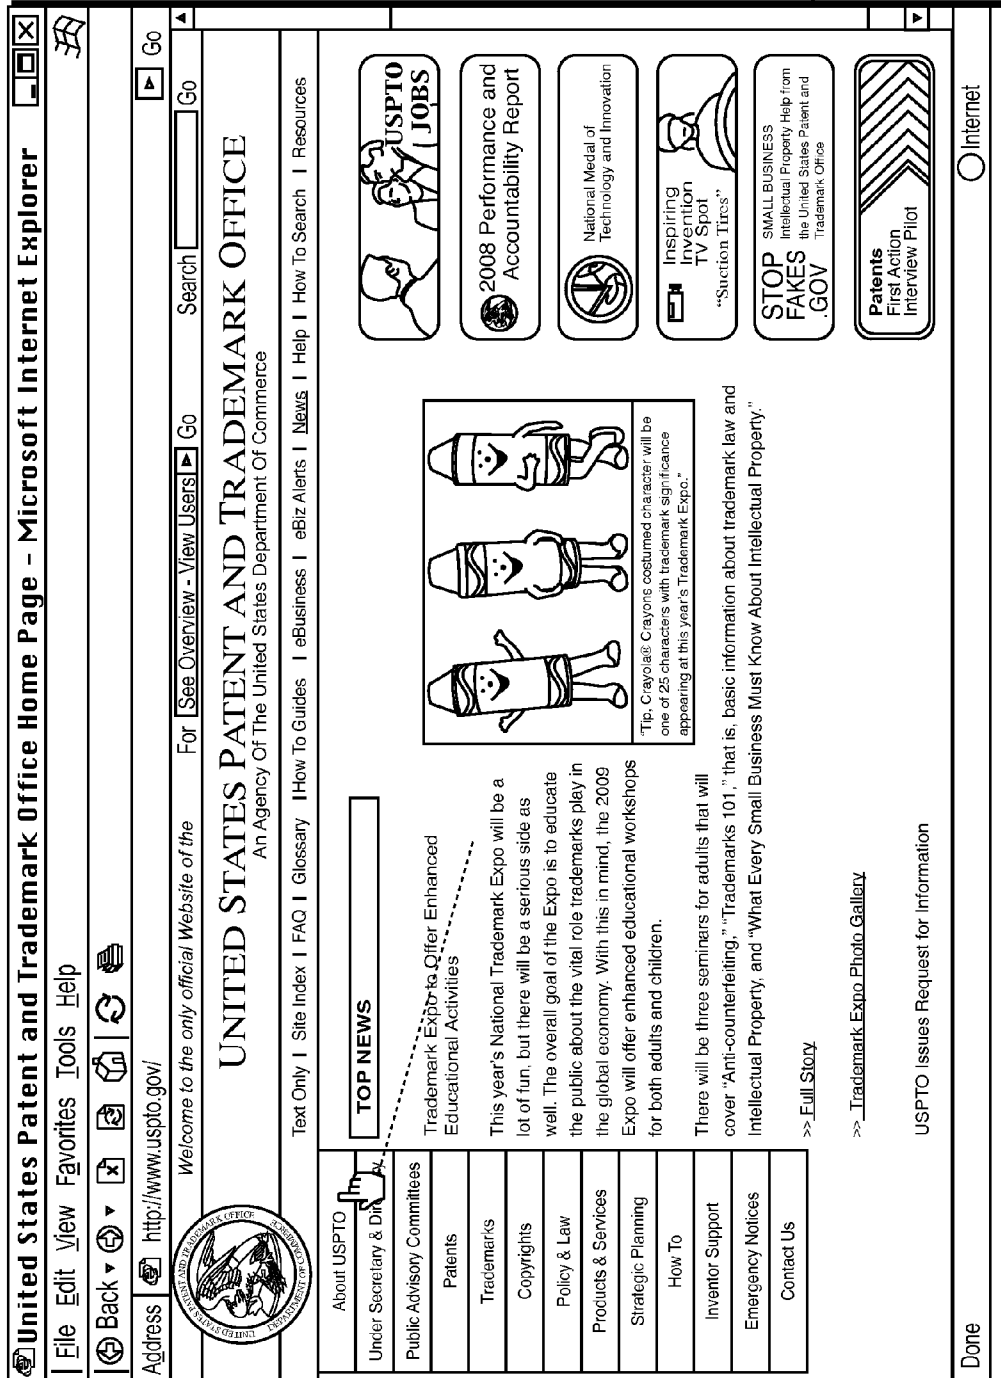 United States Patent and Trademark Office Home Page - Microsoft Internet Explorer
File Edit View Favorites Tools Help
Back
Address http://www.uspto.gov/ Go
Welcome to the only official Website of the For See Overview - View Users Go Search Go
UNITED STATES PATENT AND TRADEMARK OFFICE
An Agency Of The United States Department Of Commerce
UNITED STATES PATENT AND TRADEMARK OFFICE
DEPARTMENT OF COMMERCE
Text Only I Site Index I FAQ I Glossary I How To Guides I eBusiness I eBiz Alerts I News I Help I How To Search I Resources
About USPTO
Under Secretary & Dir
Public Advisory Committees
Patents
Trademarks
Copyrights
Policy & Law
Products & Services
Strategic Planning
How To
Inventor Support
Emergency Notices
Contact Us
TOP NEWS
Trademark Expo to Offer Enhanced
Educational Activities
This year's National Trademark Expo will be a
lot of fun, but there will be a serious side as
well. The overall goal of the Expo is to educate
the public about the vital role trademarks play in
the global economy. With this in mind, the 2009
Expo will offer enhanced educational workshops
for both adults and children.
"Tip, Crayola® Crayons costumed character will be
one of 25 characters with trademark significance
appearing at this year's Trademark Expo."
There will be three seminars for adults that will
cover "Anti-counterfeiting," "Trademarks 101," that is, basic information about trademark law and
Intellectual Property, and "What Every Small Business Must Know About Intellectual Property."
>> Full Story
>> Trademark Expo Photo Gallery
USPTO Issues Request for Information
USPTO
JOBS
2008 Performance and
Accountability Report
National Medal of
Technology and Innovation
Inspiring
Invention
TV Spot
"Suction Tires"
STOP
FAKES
.GOV
SMALL BUSINESS
Intellectual Property Help from
the United States Patent and
Trademark Office
Patents
First Action
Interview Pilot
Done Internet